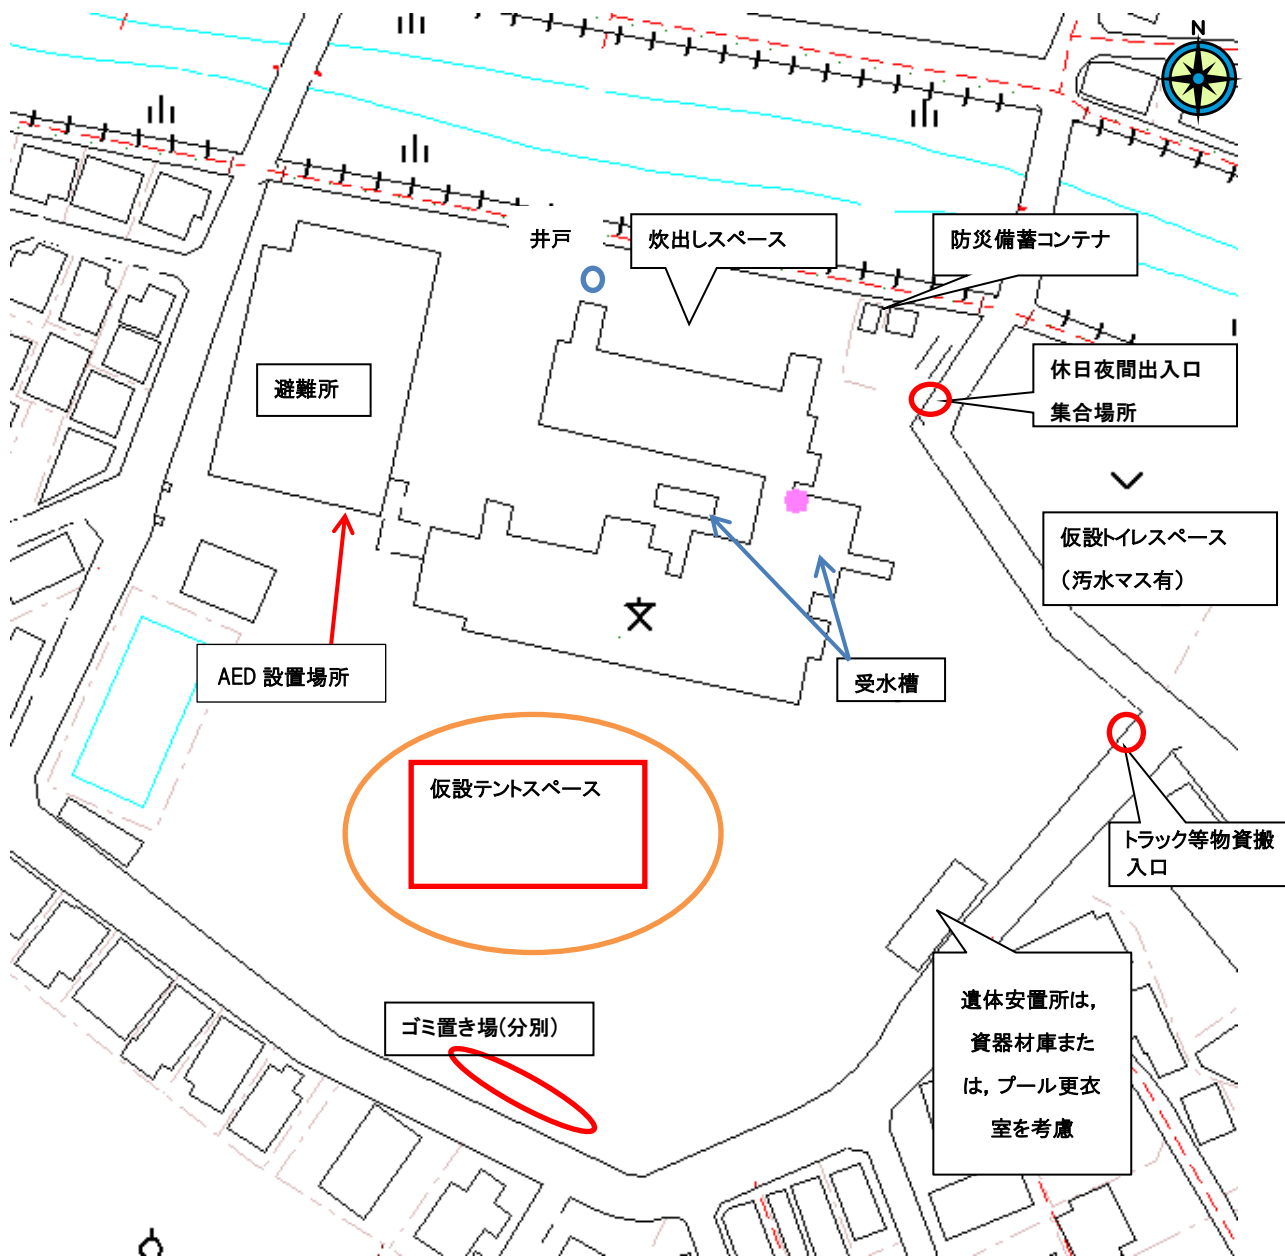 N
井戸
炊出しスペース
防災備蓄コンテナ
避難所
休日夜間出入口
集合場所
仮設トイレスペース
（汚水マス有）
AED 設置場所
受水槽
仮設テントスペース
トラック等物資搬
入口
ゴミ置き場（分別）
遺体安置所は，
資器材庫また
は，プール更衣
室を考慮